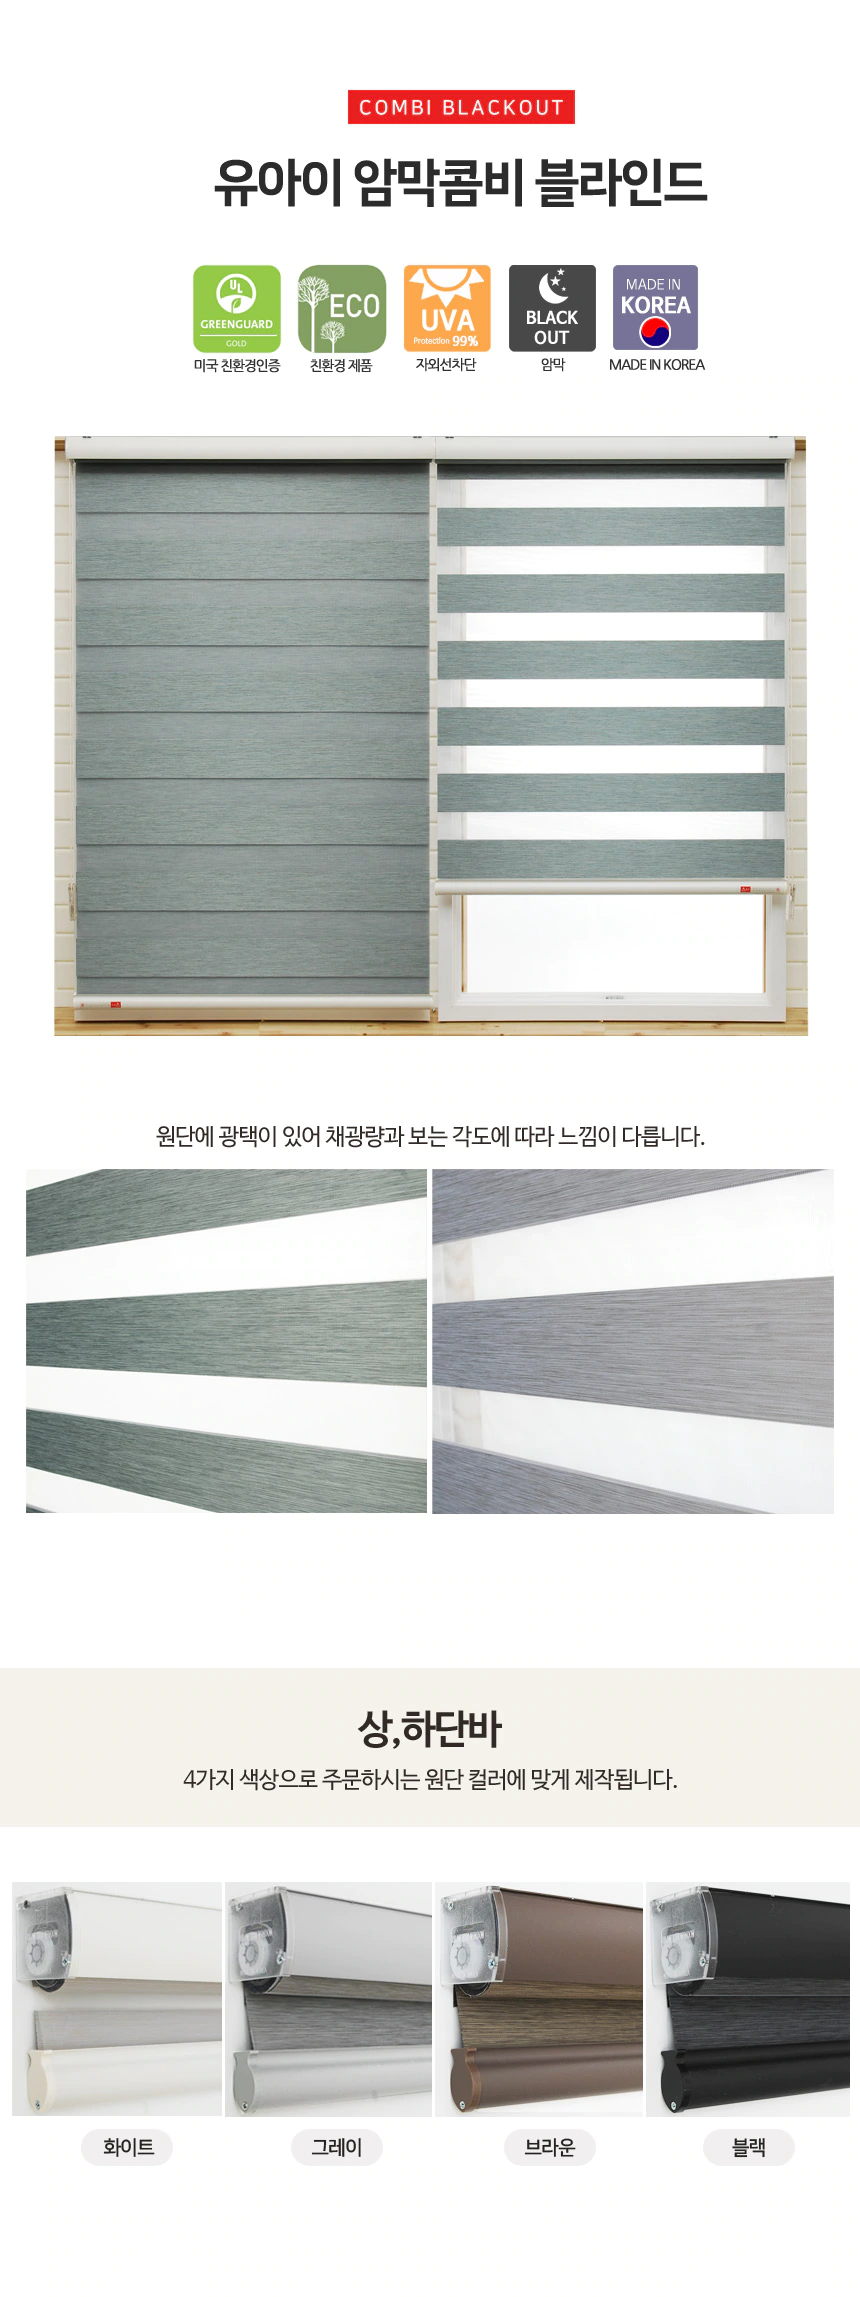 COMBI BLACKOUT
유아이 암막콤비 블라인드
UL
GREENGUARD
GOLD
미국 친환경인증
ECO
친환경 제품
UVA
Protection 99%
자외선차단
BLACK
OUT
암막
MADE IN
KOREA
MADE IN KOREA
원단에 광택이 있어 채광량과 보는 각도에 따라 느낌이 다릅니다.
상,하단바
4가지 색상으로 주문하시는 원단 컬러에 맞게 제작됩니다.
화이트
그레이
브라운
블랙